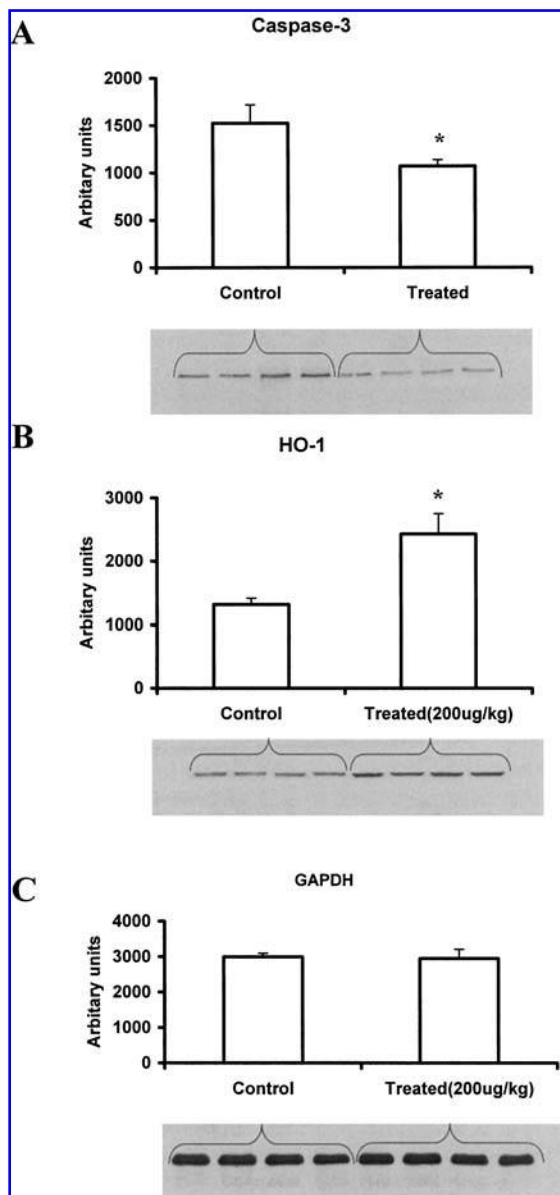 A
Caspase-3
Arbitary units
2000
1500
1000
500
0
*
Control Treated
B
HO-1
Arbitary units
3000
2000
1000
0
*
Control Treated(200ug/kg)
C
GAPDH
Arbitary units
4000
3000
2000
1000
0
Control Treated(200ug/kg)